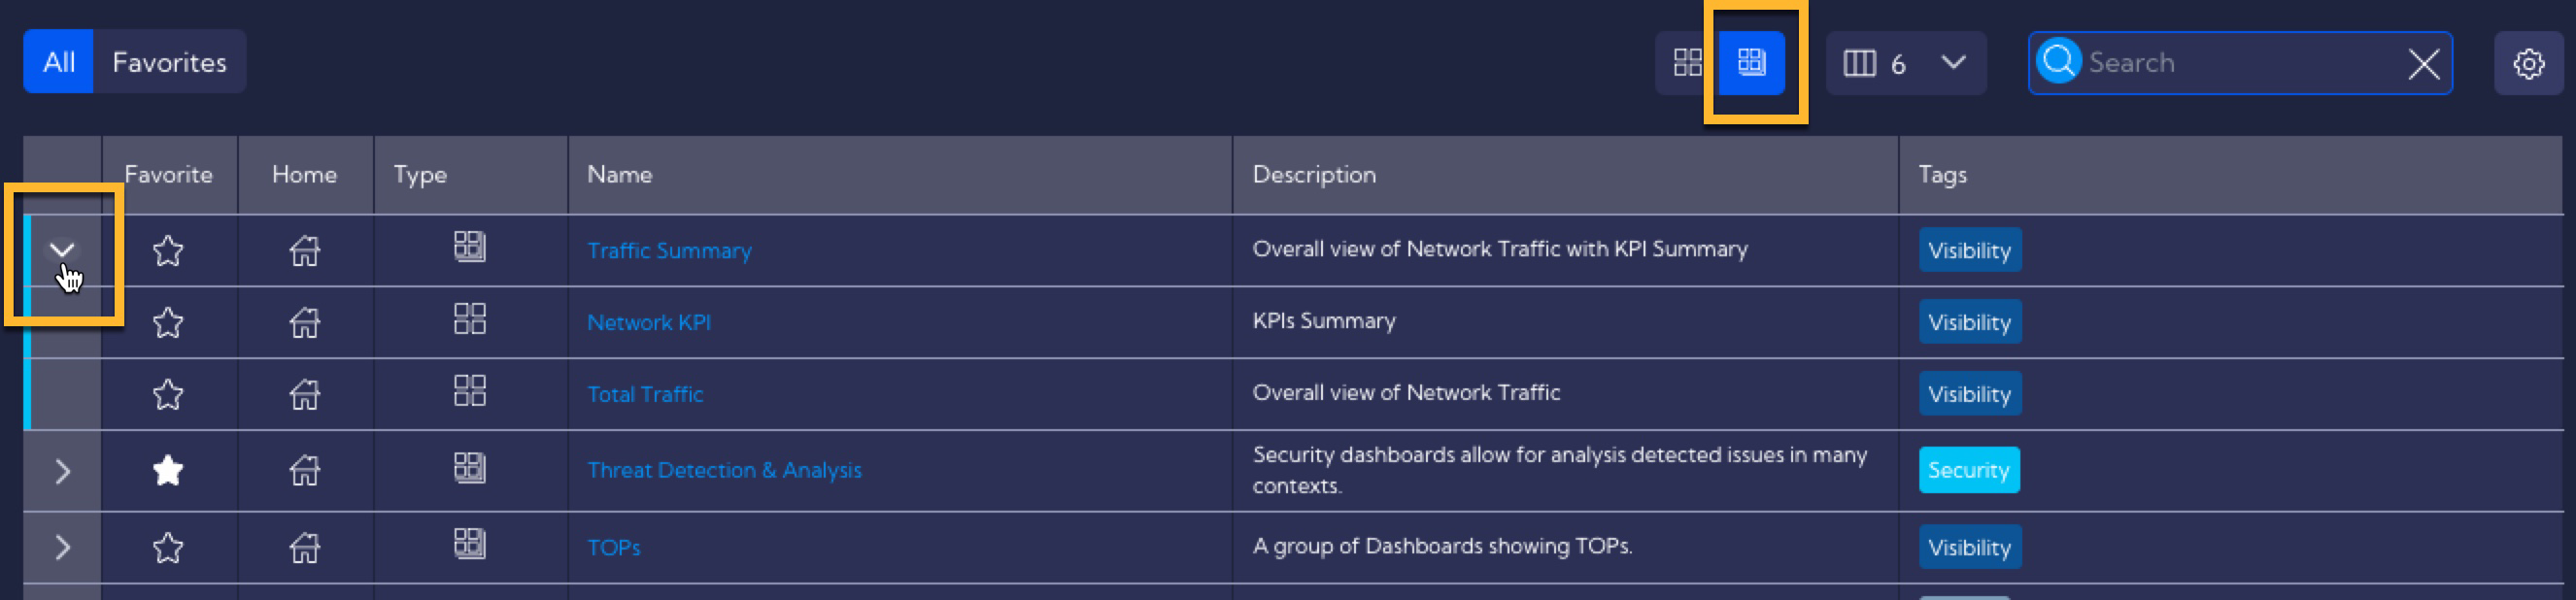 All Favorites 6 Search
Favorite Home Type Name Description Tags
Traffic Summary Overall view of Network Traffic with KPI Summary Visibility
Network KPI KPIs Summary Visibility
Total Traffic Overall view of Network Traffic Visibility
Threat Detection & Analysis Security dashboards allow for analysis detected issues in many Security
contexts.
TOPs A group of Dashboards showing TOPs. Visibility